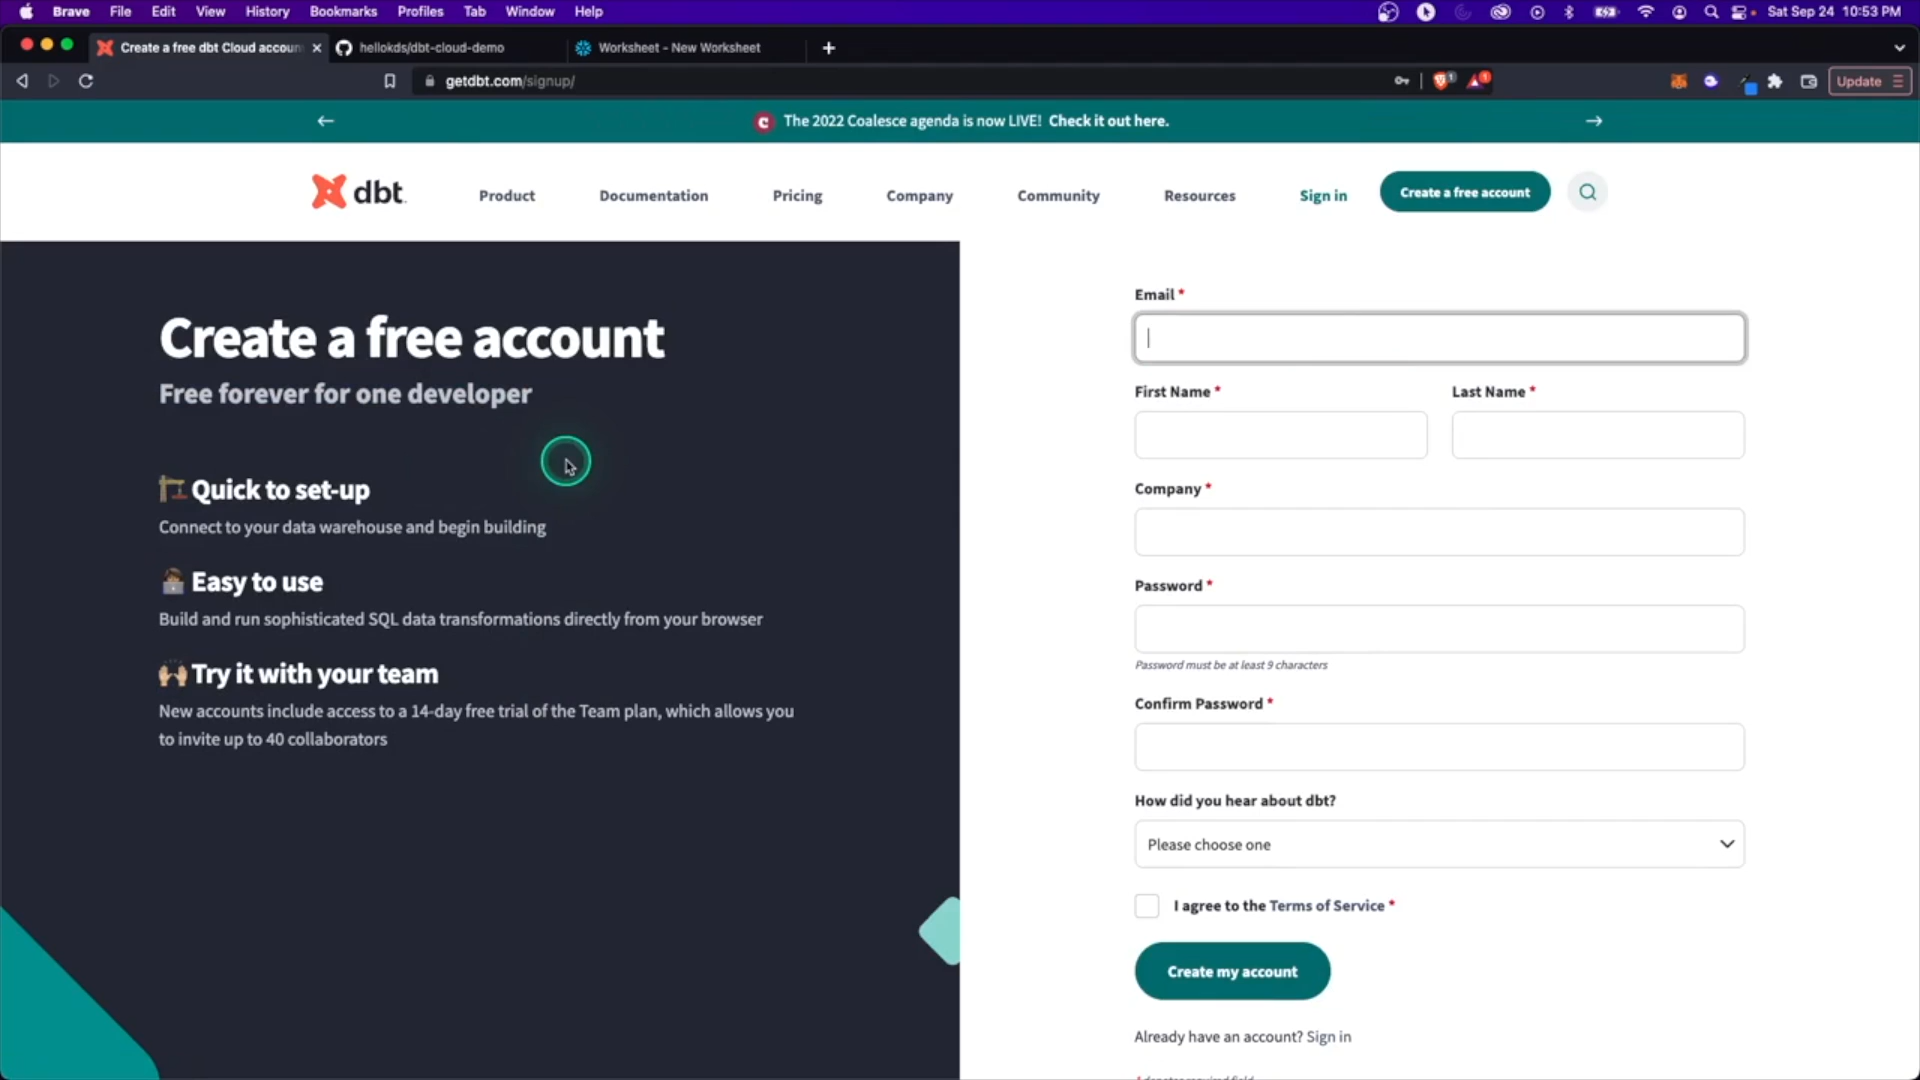 Brave File Edit View History Bookmarks Profiles Tab Window Help Sat Sep 24 10:53 PM
Create a free dbt Cloud accoun hellokds/dbt-cloud-demo Worksheet - New Worksheet
getdbt.com/signup/ 1 1 Update
The 2022 Coalesce agenda is now LIVE! Check it out here.
dbt Product Documentation Pricing Company Community Resources Sign in Create a free account
Create a free account
Free forever for one developer
Quick to set-up
Connect to your data warehouse and begin building
Easy to use
Build and run sophisticated SQL data transformations directly from your browser
Try it with your team
New accounts include access to a 14-day free trial of the Team plan, which allows you
to invite up to 40 collaborators
Email *
First Name * Last Name *
Company *
Password *
Password must be at least 9 characters
Confirm Password *
How did you hear about dbt?
Please choose one
I agree to the Terms of Service *
Create my account
Already have an account? Sign in